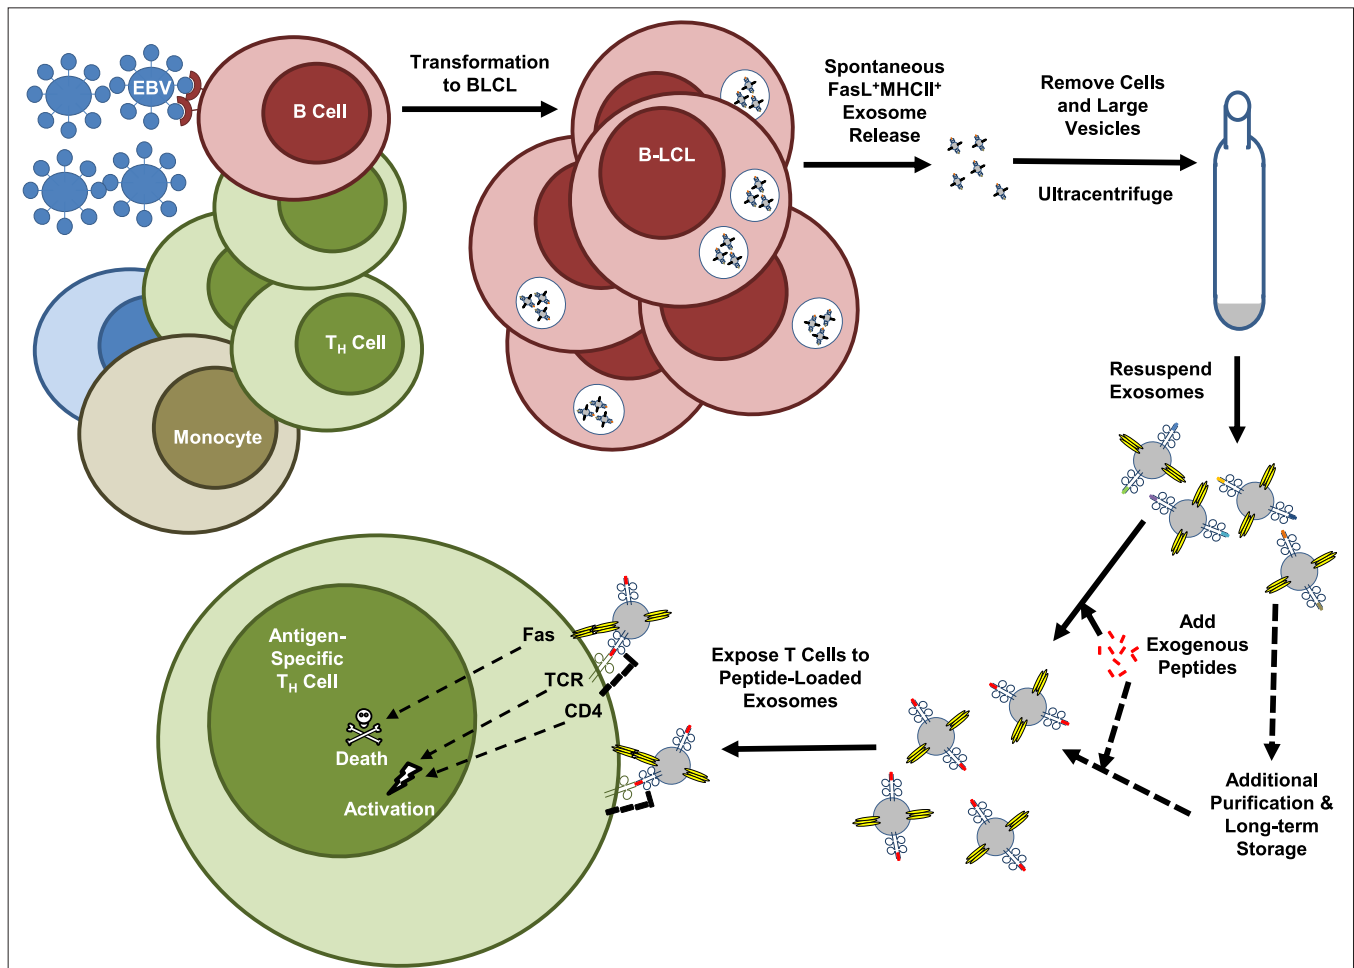 EBV
B Cell
Transformation
to BLCL
B-LCL
Spontaneous
FasL⁺MHCII⁺
Exosome
Release
Remove Cells
and Large
Vesicles
Ultracentrifuge
T_H Cell
Monocyte
Resuspend
Exosomes
Add
Exogenous
Peptides
Additional
Purification &
Long-term
Storage
Expose T Cells to
Peptide-Loaded
Exosomes
Fas
TCR
CD4
Antigen-
Specific
T_H Cell
Death
Activation